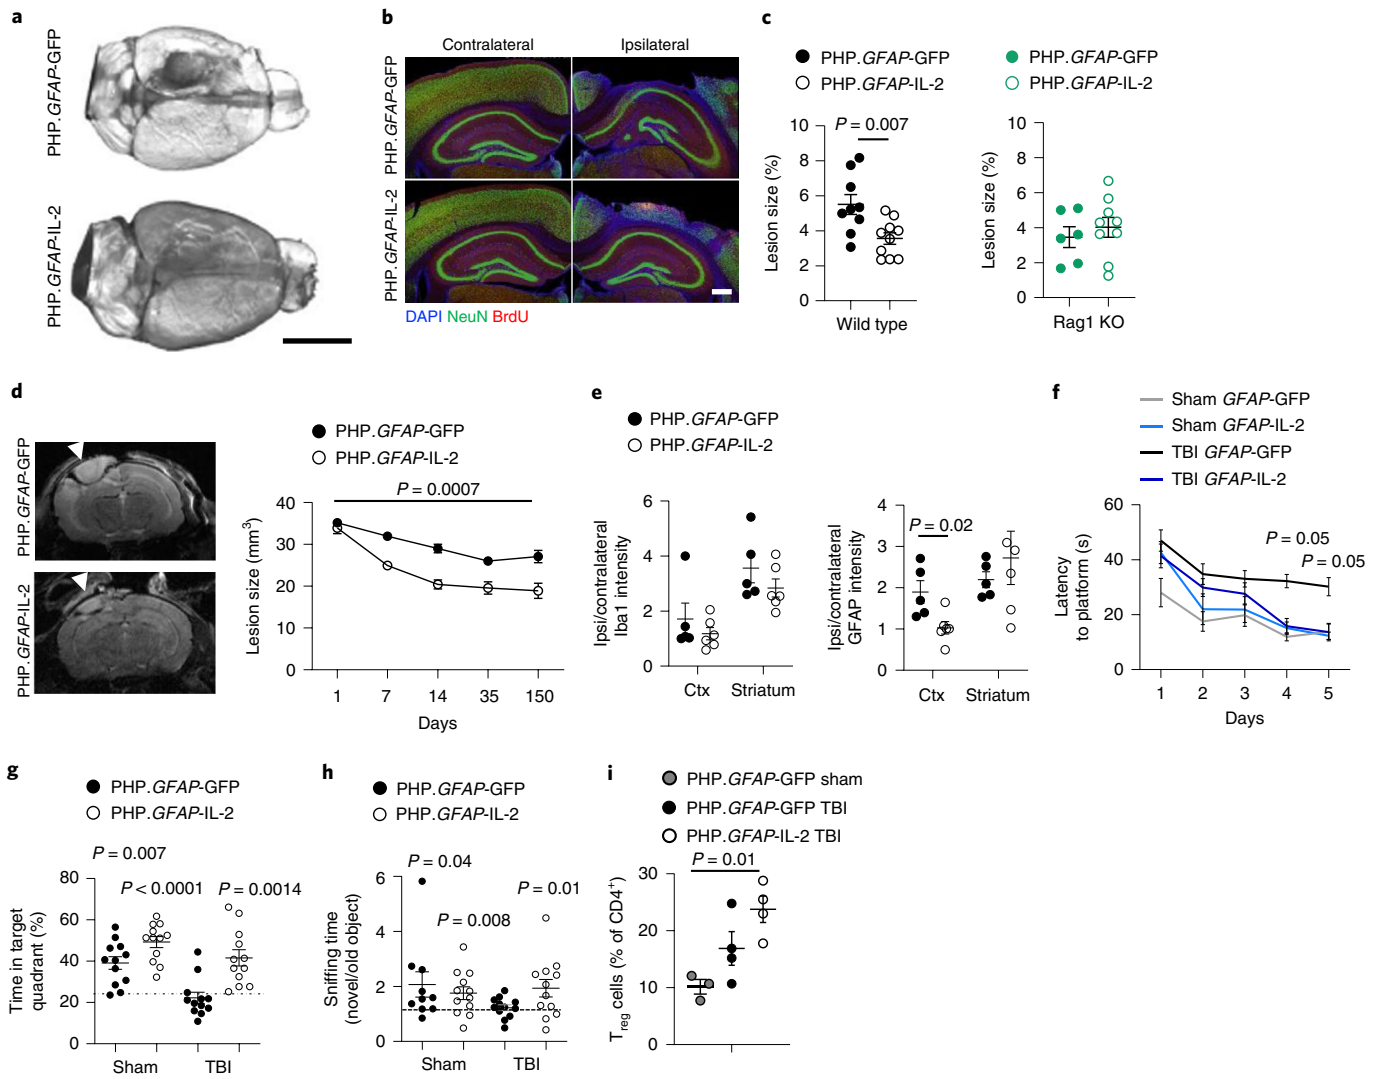 a
PHP.GFAP-GFP
PHP.GFAP-IL-2
b
Contralateral
Ipsilateral
PHP.GFAP-GFP
PHP.GFAP-IL-2
DAPI NeuN BrdU
c
PHP.GFAP-GFP
PHP.GFAP-IL-2
P = 0.007
Lesion size (%)
10
8
6
4
2
0
Wild type
PHP.GFAP-GFP
PHP.GFAP-IL-2
Lesion size (%)
10
8
6
4
2
0
Rag1 KO
d
PHP.GFAP-GFP
PHP.GFAP-IL-2
PHP.GFAP-GFP
PHP.GFAP-IL-2
P = 0.0007
Lesion size (mm³)
40
30
20
10
0
1 7 14 35 150
Days
e
PHP.GFAP-GFP
PHP.GFAP-IL-2
Ipsi/contralateral
Iba1 intensity
6
4
2
0
Ctx Striatum
Ipsi/contralateral
GFAP intensity
4
3
2
1
0
P = 0.02
Ctx Striatum
f
Sham GFAP-GFP
Sham GFAP-IL-2
TBI GFAP-GFP
TBI GFAP-IL-2
Latency
to platform (s)
60
40
20
0
P = 0.05
P = 0.05
1 2 3 4 5
Days
g
PHP.GFAP-GFP
PHP.GFAP-IL-2
P = 0.007
P < 0.0001
P = 0.0014
Time in target
quadrant (%)
80
60
40
20
0
Sham TBI
h
PHP.GFAP-GFP
PHP.GFAP-IL-2
P = 0.04
P = 0.008
P = 0.01
Sniffing time
(novel/old object)
6
4
2
0
Sham TBI
i
PHP.GFAP-GFP sham
PHP.GFAP-GFP TBI
PHP.GFAP-IL-2 TBI
P = 0.01
Treg cells (% of CD4⁺)
30
20
10
0